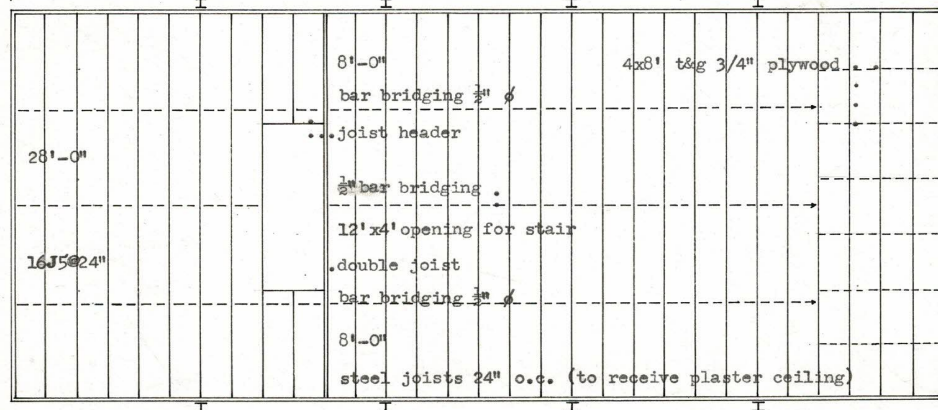 8'-0"
4x8' t&g 3/4" plywood
bar bridging ½" ϕ
joist header
28'-0"
½" bar bridging
12'x4' opening for stair
16J5@24"
double joist
bar bridging ½" ϕ
8'-0"
steel joists 24" o.c. (to receive plaster ceiling)